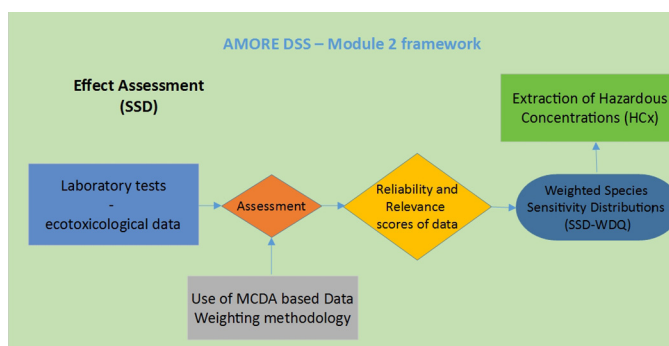 AMORE DSS – Module 2 framework
Effect Assessment
(SSD)
Extraction of Hazardous
Concentrations (HCx)
Laboratory tests
-
ecotoxicological data
Assessment
Reliability and
Relevance
scores of data
Weighted Species
Sensitivity Distributions
(SSD-WDQ)
Use of MCDA based Data
Weighting methodology